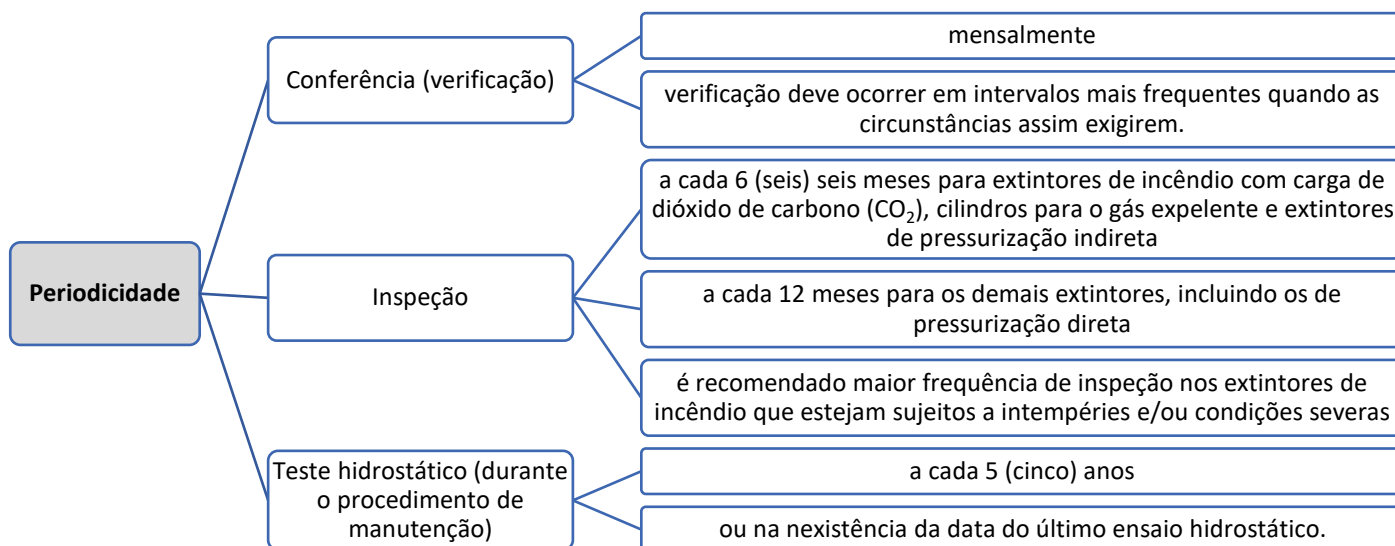 Periodicidade
Conferência (verificação)
mensalmente
verificação deve ocorrer em intervalos mais frequentes quando as
circunstâncias assim exigirem.
Inspeção
a cada 6 (seis) seis meses para extintores de incêndio com carga de
dióxido de carbono (CO₂), cilindros para o gás expelente e extintores
de pressurização indireta
a cada 12 meses para os demais extintores, incluindo os de
pressurização direta
é recomendado maior frequência de inspeção nos extintores de
incêndio que estejam sujeitos a intempéries e/ou condições severas
Teste hidrostático (durante
o procedimento de
manutenção)
a cada 5 (cinco) anos
ou na nexistência da data do último ensaio hidrostático.